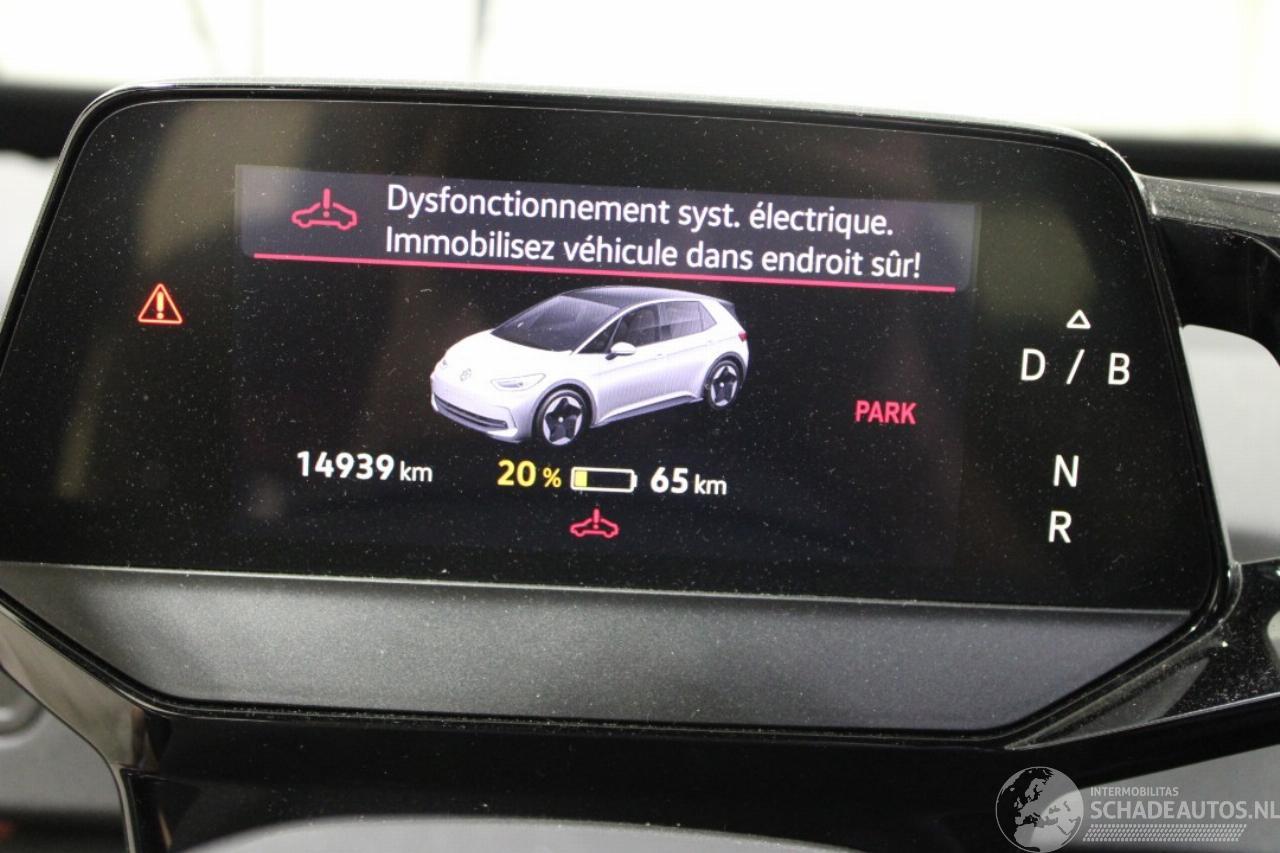 Dysfonctionnement syst. électrique.
Immobilisez véhicule dans endroit sûr!
D / B
PARK
14939 km
20 %
65 km
N
R
INTERMOBILITAS
SCHADEAUTOS.NL